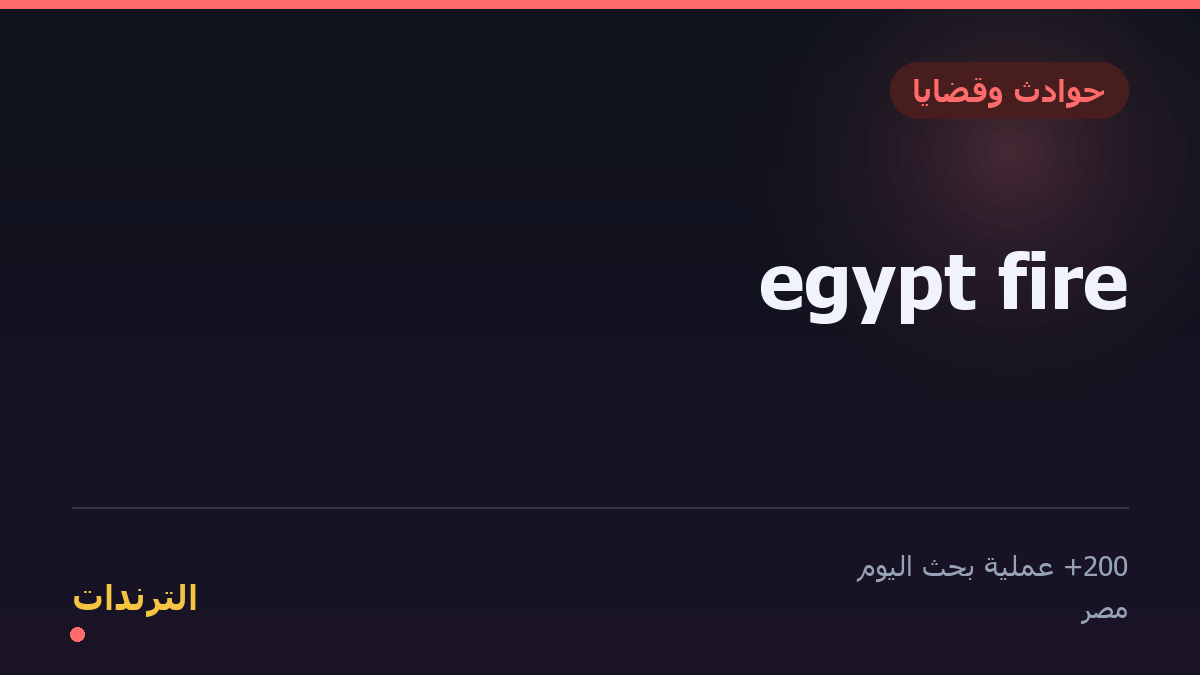 حوادث وقضايا
egypt fire
200+ عملية بحث اليوم
مصر
الترندات